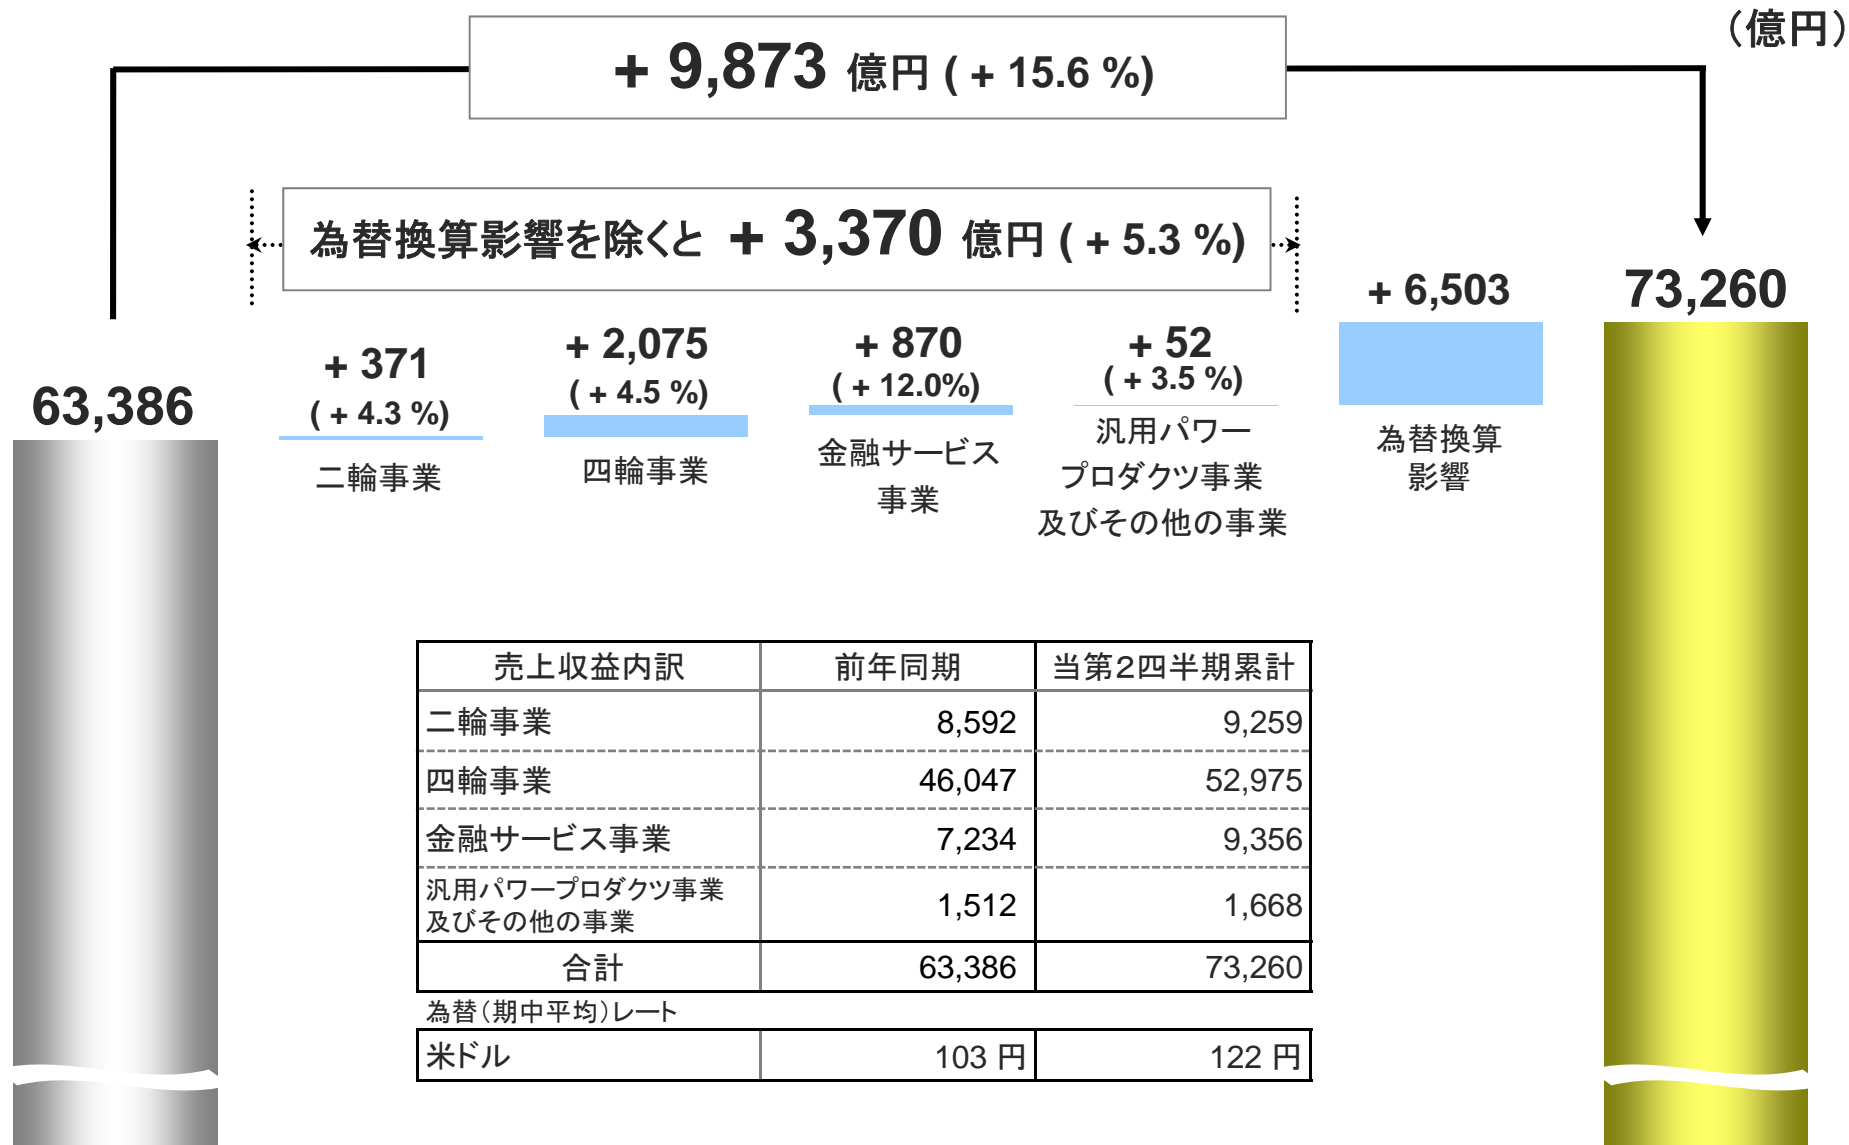 （億円）
+ 9,873 億円 ( + 15.6 %)
為替換算影響を除くと + 3,370 億円 ( + 5.3 %)
63,386
+ 371
( + 4.3 %)
二輪事業
+ 2,075
( + 4.5 %)
四輪事業
+ 870
( + 12.0%)
金融サービス
事業
+ 52
( + 3.5 %)
汎用パワー
プロダクツ事業
及びその他の事業
+ 6,503
為替換算
影響
73,260
売上収益内訳 前年同期 当第２四半期累計
二輪事業 8,592 9,259
四輪事業 46,047 52,975
金融サービス事業 7,234 9,356
汎用パワープロダクツ事業
及びその他の事業 1,512 1,668
合計 63,386 73,260
為替（期中平均）レート
米ドル 103 円 122 円